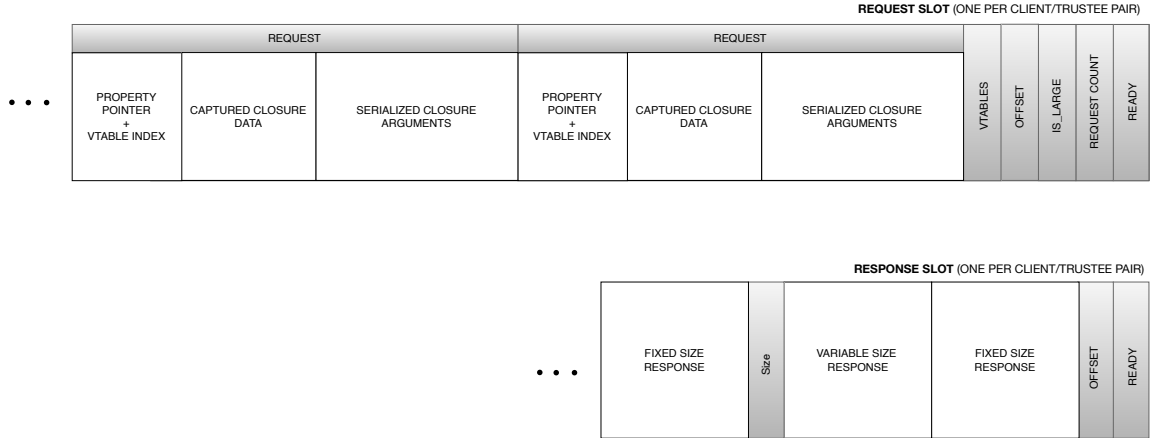 REQUEST SLOT (ONE PER CLIENT/TRUSTEE PAIR)
REQUEST
REQUEST
PROPERTY
POINTER
+
VTABLE INDEX
CAPTURED CLOSURE
DATA
SERIALIZED CLOSURE
ARGUMENTS
PROPERTY
POINTER
+
VTABLE INDEX
CAPTURED CLOSURE
DATA
SERIALIZED CLOSURE
ARGUMENTS
VTABLES
OFFSET
IS_LARGE
REQUEST COUNT
READY
RESPONSE SLOT (ONE PER CLIENT/TRUSTEE PAIR)
FIXED SIZE
RESPONSE
Size
VARIABLE SIZE
RESPONSE
FIXED SIZE
RESPONSE
OFFSET
READY